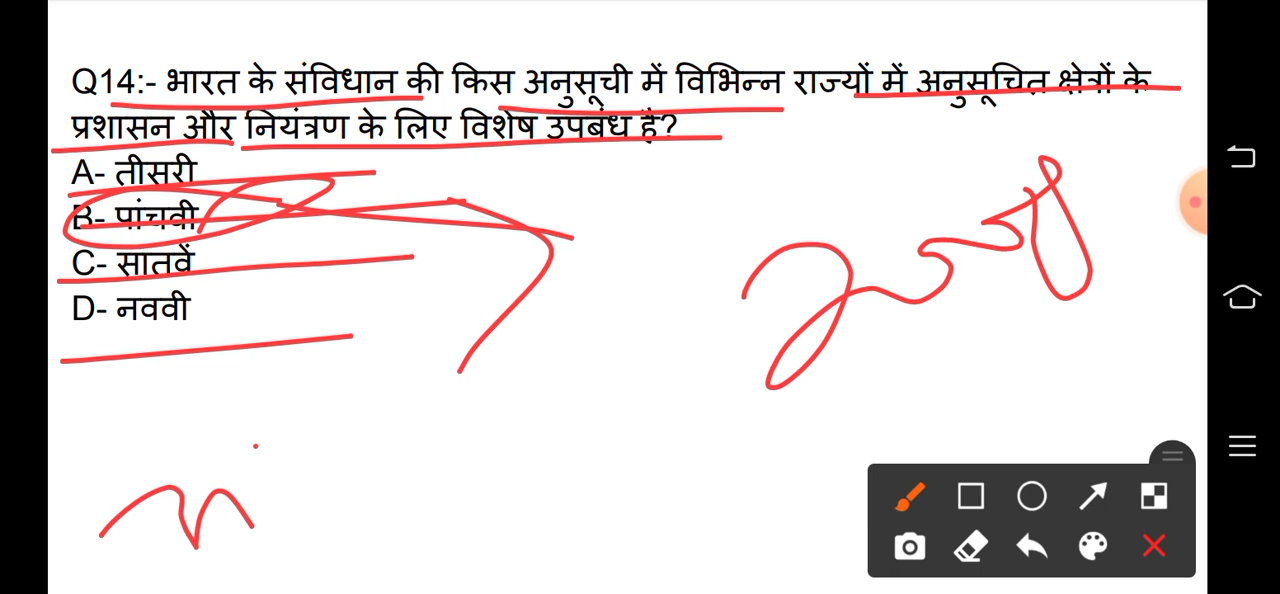 Q14:- भारत के संविधान की किस अनुसूची में विभिन्न राज्यों में अनुसूचित क्षेत्रों के
प्रशासन और नियंत्रण के लिए विशेष उपबंध है?
A- तीसरी
B- पांचवी
C- सातवें
D- नववी